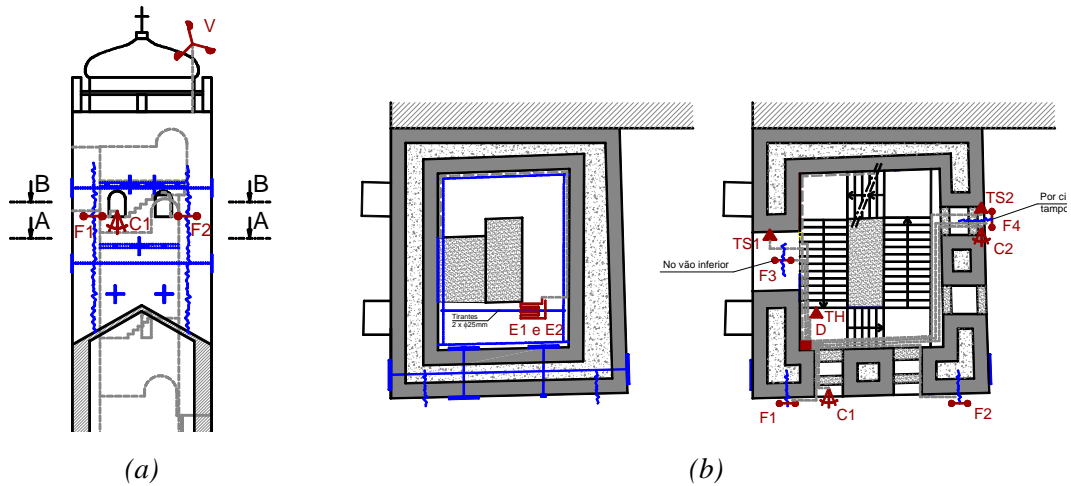 V
B
B
A
A
F1
C1
F2
Tirantes
2 x ϕ25mm
E1 e E2
No vão inferior
TS1
F3
TH
D
TS2
F4
C2
Por ci
tampo
F1
C1
F2
(a)
(b)